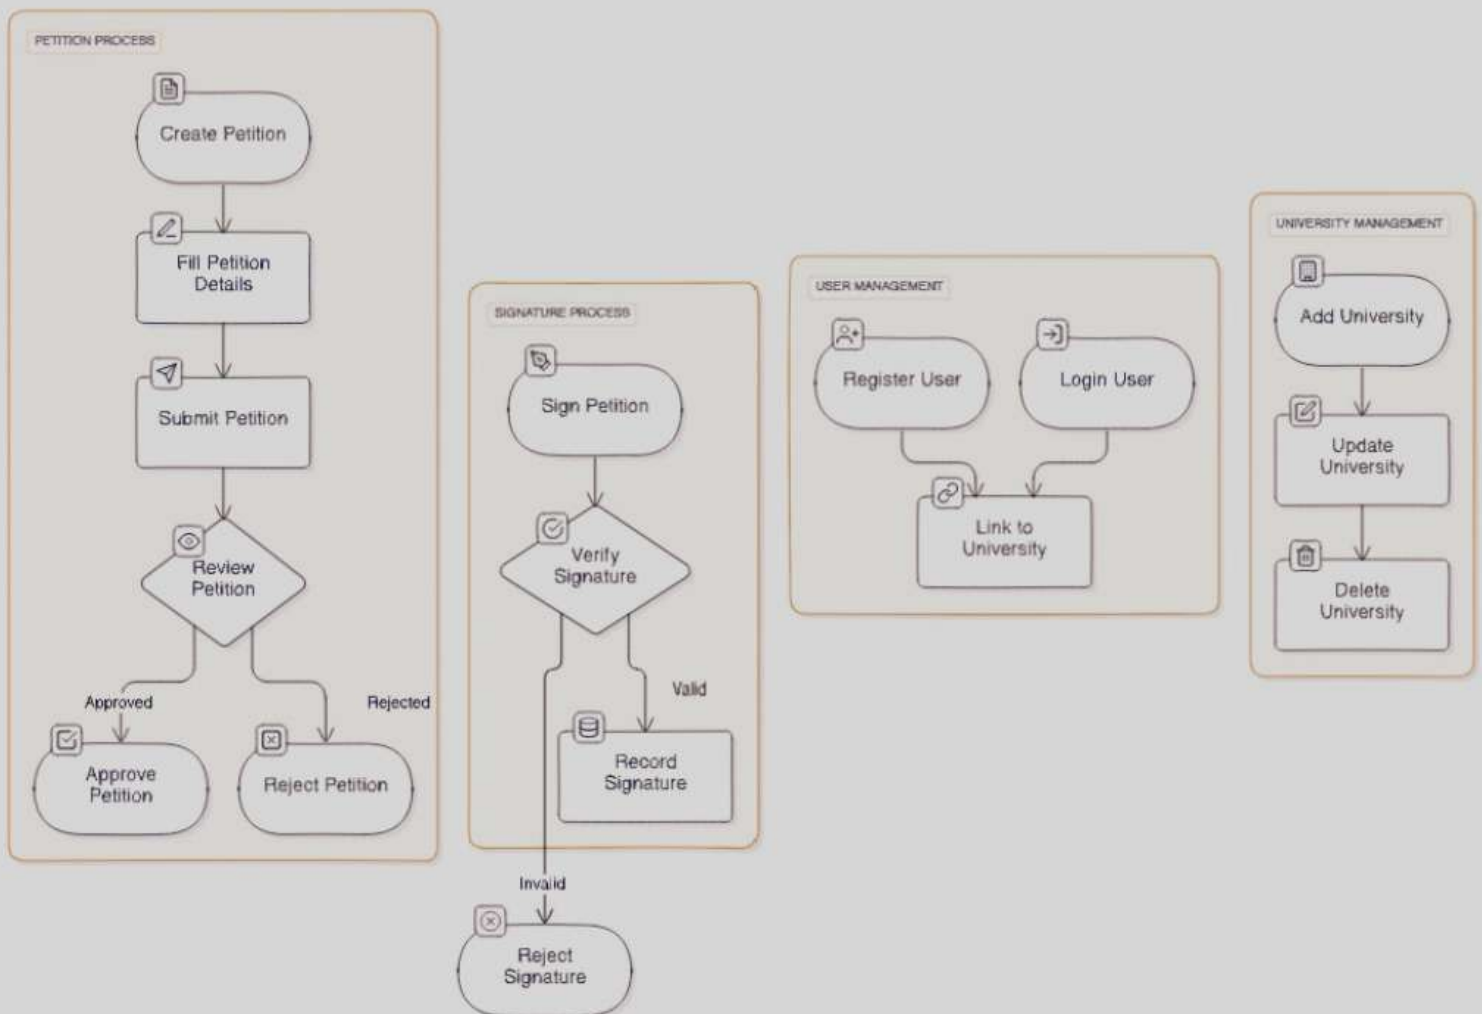 PETITION PROCESS
Create Petition
Fill Petition
Details
Submit Petition
Review
Petition
Approved
Rejected
Approve
Petition
Reject Petition
SIGNATURE PROCESS
Sign Petition
Verify
Signature
Valid
Record
Signature
Invalid
Reject
Signature
USER MANAGEMENT
Register User
Login User
Link to
University
UNIVERSITY MANAGEMENT
Add University
Update
University
Delete
University